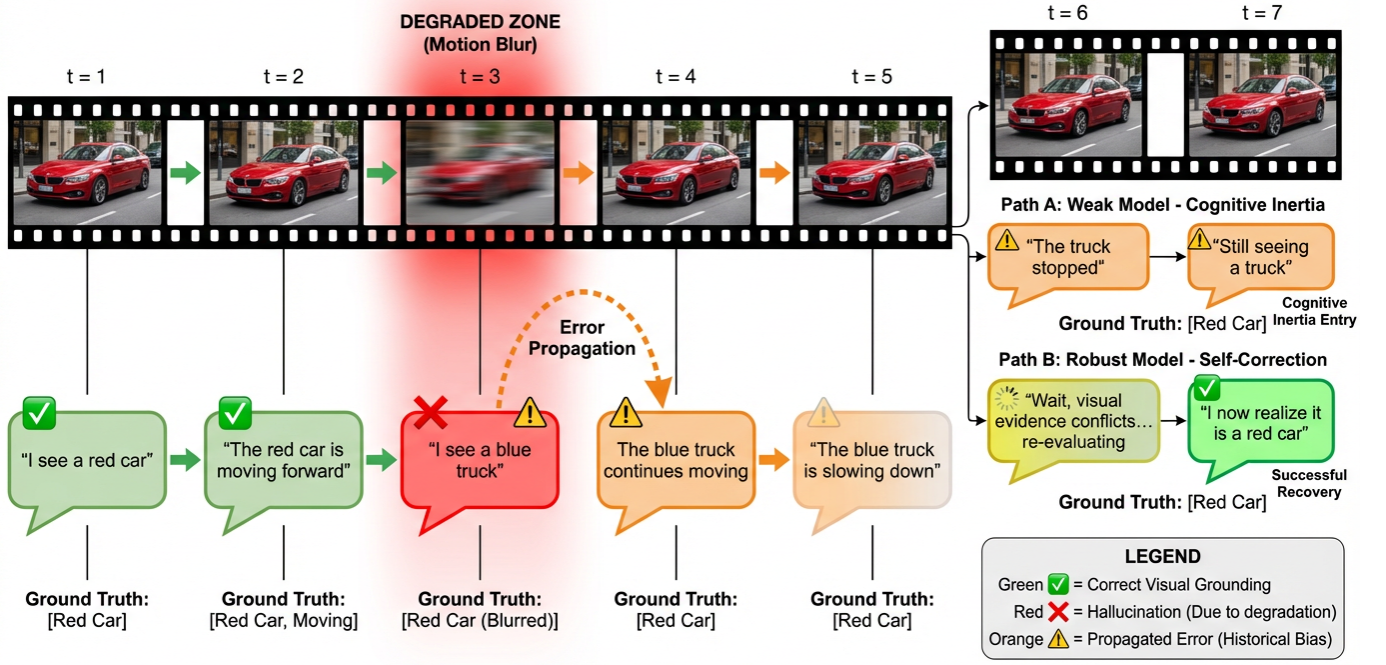 DEGRADED ZONE
(Motion Blur)
t = 1
t = 2
t = 3
t = 4
t = 5
t = 6
t = 7
Error
Propagation
“I see a red car”
“The red car is
moving forward”
“I see a blue
truck”
The blue truck
continues moving
“The blue truck
is slowing down”
Ground Truth:
[Red Car]
Ground Truth:
[Red Car, Moving]
Ground Truth:
[Red Car (Blurred)]
Ground Truth:
[Red Car]
Ground Truth:
[Red Car]
Path A: Weak Model - Cognitive Inertia
“The truck
stopped“
“Still seeing
a truck”
Cognitive
Inertia Entry
Ground Truth: [Red Car]
Path B: Robust Model - Self-Correction
“Wait, visual
evidence conflicts…
re-evaluating
“I now realize it
is a red car”
Successful
Recovery
Ground Truth: [Red Car]
LEGEND
Green ✅ = Correct Visual Grounding
Red ❌ = Hallucination (Due to degradation)
Orange ⚠ = Propagated Error (Historical Bias)